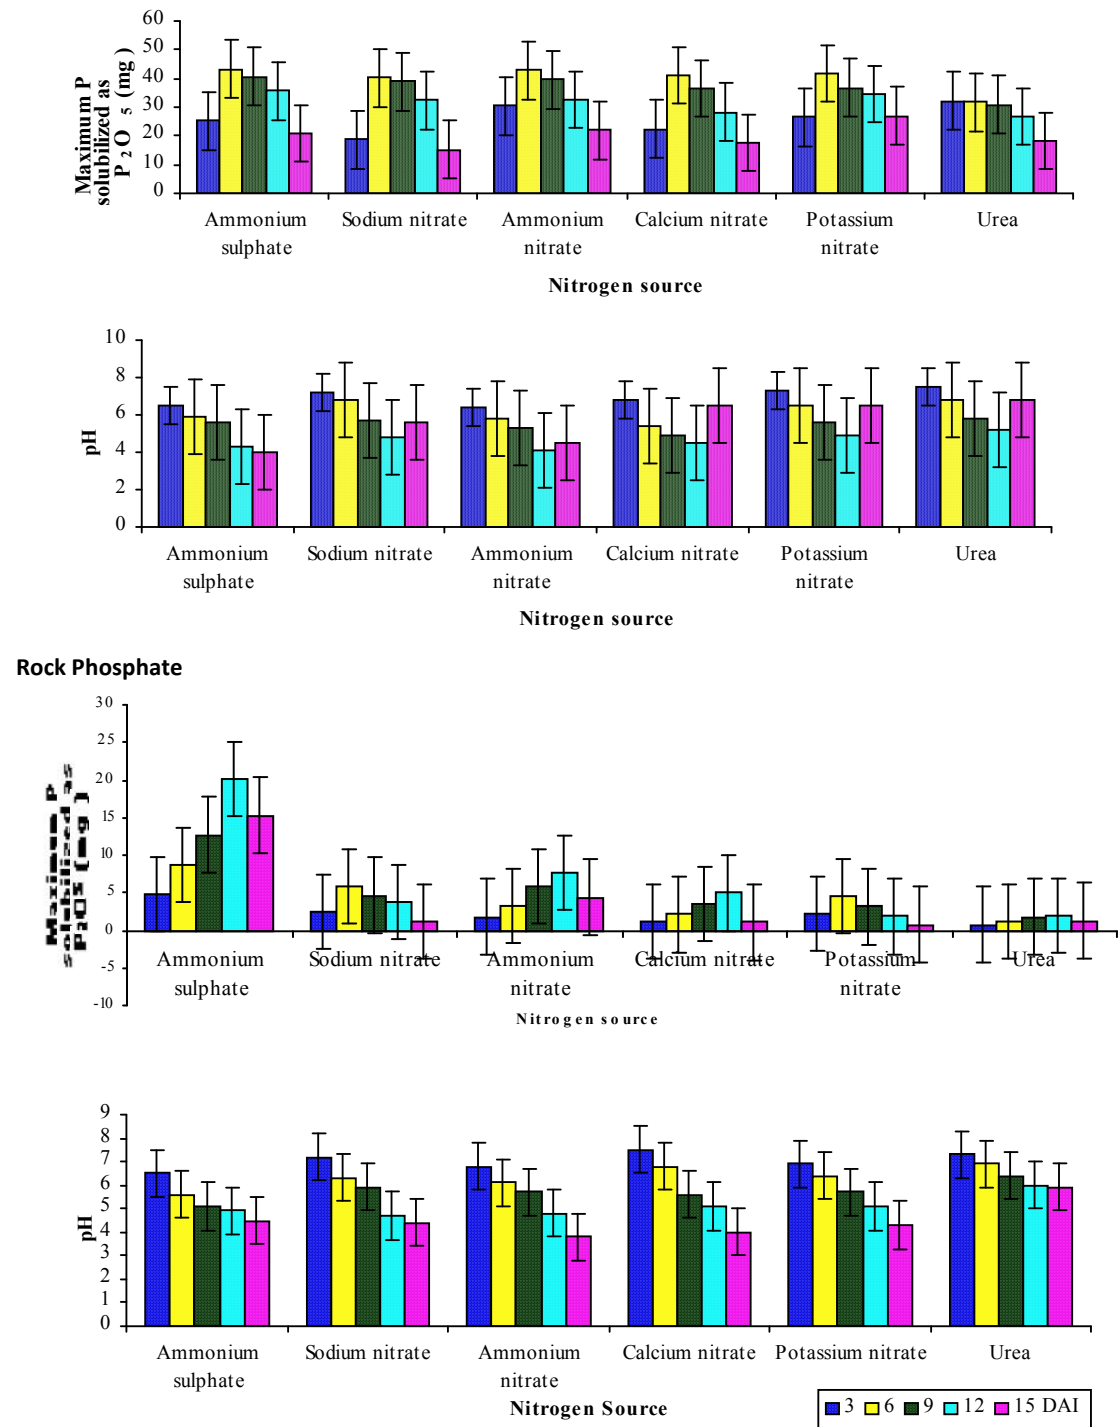 60
50
40
30
20
10
0
Maximum P
solubilized as
P₂O₅ (mg )
Ammonium
sulphate
Sodium nitrate
Ammonium
nitrate
Calcium nitrate
Potassium
nitrate
Urea
Nitrogen source
10
8
6
4
2
0
pH
Ammonium
sulphate
Sodium nitrate
Ammonium
nitrate
Calcium nitrate
Potassium
nitrate
Urea
Nitrogen source
Rock Phosphate
30
25
20
15
10
5
0
-5
-10
Maximum P
solubilized as
P₂O5 (mg )
Ammonium
sulphate
Sodium nitrate
Ammonium
nitrate
Calcium nitrate
Potassium
nitrate
Urea
Nitrogen source
9
8
7
6
5
4
3
2
1
0
pH
Ammonium
sulphate
Sodium nitrate
Ammonium
nitrate
Calcium nitrate
Potassium nitrate
Urea
Nitrogen Source
3 6 9 12 15 DAI